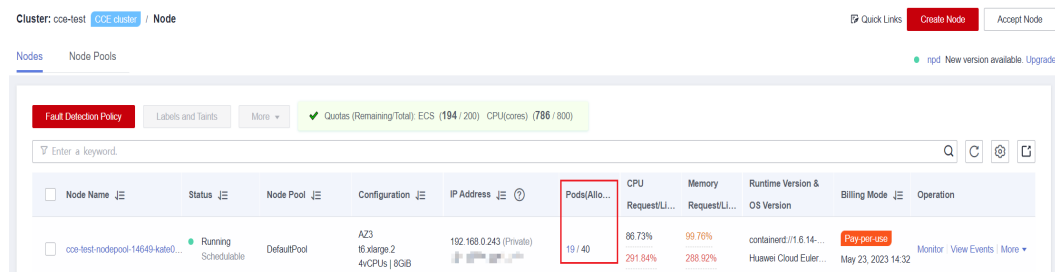 Cluster: cce-test CCE cluster / Node
Quick Links Create Node Accept Node
Nodes Node Pools
npd New version available. Upgrade
Fault Detection Policy Labels and Taints More Quotas (Remaining/Total): ECS (194 / 200) CPU(cores) (786 / 800)
Enter a keyword.
Node Name Status Node Pool Configuration IP Address Pods(Allo... CPU Request/Li... Memory Request/Li... Runtime Version & OS Version Billing Mode Operation
cce-test-nodepool-14649-kate0... Running Schedulable DefaultPool AZ3 t6.xlarge.2 4vCPUs | 8GiB 192.168.0.243 (Private) 19 / 40 86.73% 291.84% 99.76% 288.92% containerd://1.6.14-... Huawei Cloud Euler... Pay-per-use May 23, 2023 14:32 Monitor View Events More